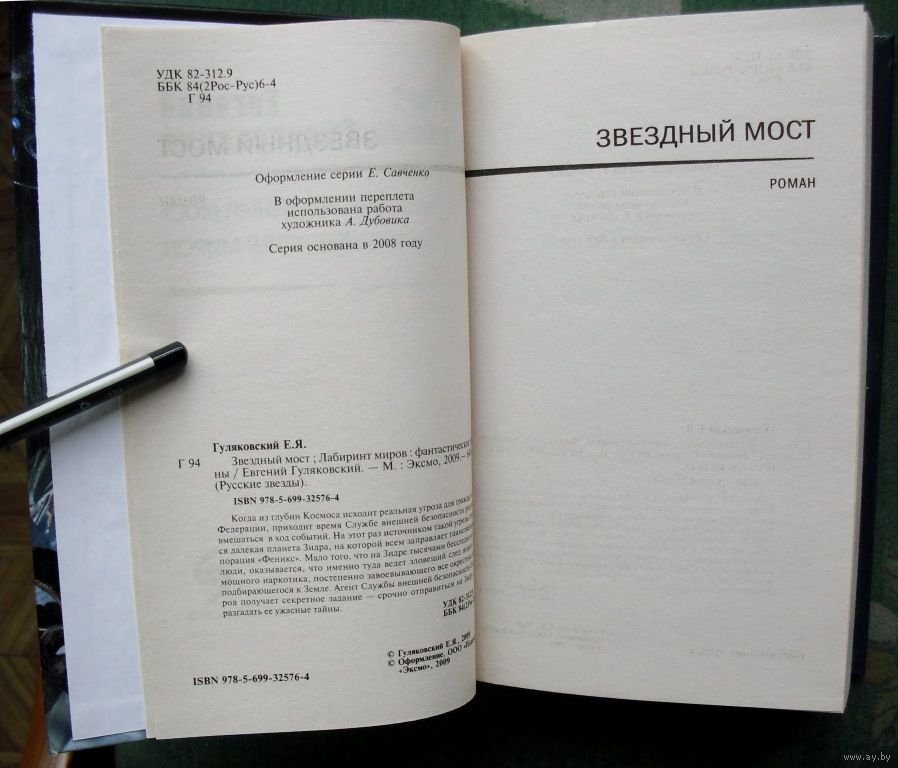 УДК 82-312.9
ББК 84(2Рос-Рус)6-4
Г 94
Оформление серии Е. Савченко
В оформлении переплета
использована работа
художника А. Дубовика
Серия основана в 2008 году
Гуляковский Е.Я.
Г 94 Звездный мост ; Лабиринт миров : фантастические
ны / Евгений Гуляковский. — М. : Эксмо, 2009.–
(Русские звезды).
ISBN 978-5-699-32576-4
Когда из глубин Космоса исходит реальная угроза для
Федерации, приходит время Службе внешней безопасности
вмешаться в ход событий. На этот раз источником такой угрозы
ся далекая планета Зидра, на которой всем заправляет
порация «Феникс». Мало того, что на Зидре тысячами
люди, оказывается, что именно туда ведет зловещий след
мощного наркотика, постепенно завоевывающего все
подбирающегося к Земле. Агент Службы внешней безопасности
ров получает секретное задание — срочно отправиться на
разгадать ее ужасные тайны.
УДК 82-312
ББК 84(2Рос
© Гуляковский Е.Я., 2009
© Оформление. ООО
«Эксмо», 2009
ISBN 978-5-699-32576-4
ЗВЕЗДНЫЙ МОСТ
РОМАН
www.ay.by